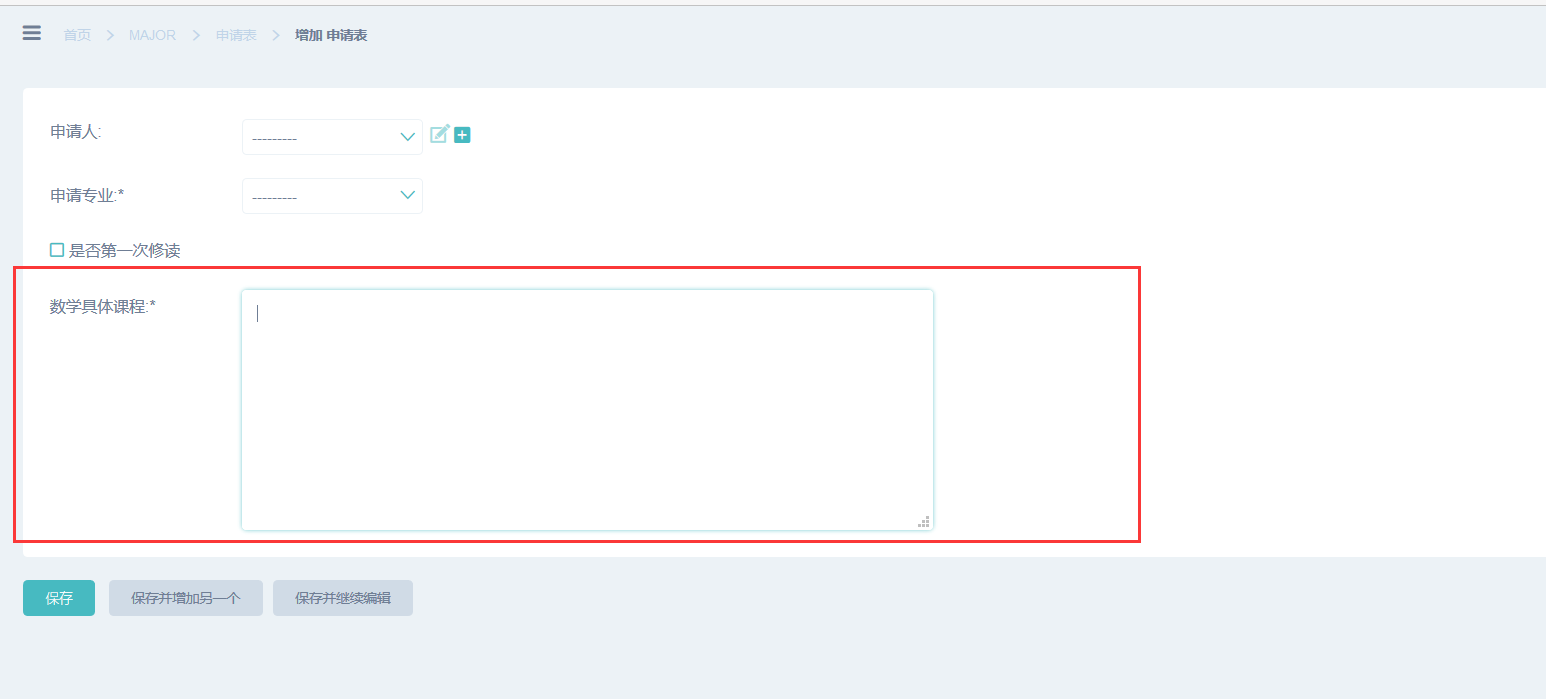 首页 > MAJOR > 申请表 > 增加 申请表
申请人: ---------
申请专业:* ---------
是否第一次修读
数学具体课程:*
保存 保存并增加另一个 保存并继续编辑